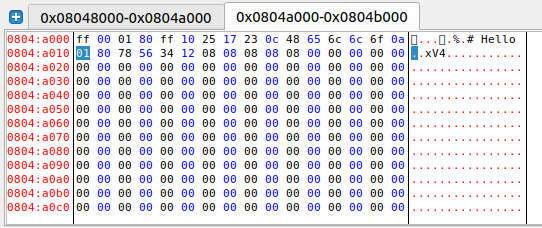 0x08048000-0x0804a000 0x0804a000-0x0804b000
0804:a000 ff 00 01 80 ff 10 25 17 23 0c 48 65 6c 6c 6f 0a ▯...▯.%.# Hello
0804:a010 01 80 78 56 34 12 08 08 08 08 00 00 00 00 00 00 ..xV4...........
0804:a020 00 00 00 00 00 00 00 00 00 00 00 00 00 00 00 00 ................
0804:a030 00 00 00 00 00 00 00 00 00 00 00 00 00 00 00 00 ................
0804:a040 00 00 00 00 00 00 00 00 00 00 00 00 00 00 00 00 ................
0804:a050 00 00 00 00 00 00 00 00 00 00 00 00 00 00 00 00 ................
0804:a060 00 00 00 00 00 00 00 00 00 00 00 00 00 00 00 00 ................
0804:a070 00 00 00 00 00 00 00 00 00 00 00 00 00 00 00 00 ................
0804:a080 00 00 00 00 00 00 00 00 00 00 00 00 00 00 00 00 ................
0804:a090 00 00 00 00 00 00 00 00 00 00 00 00 00 00 00 00 ................
0804:a0a0 00 00 00 00 00 00 00 00 00 00 00 00 00 00 00 00 ................
0804:a0b0 00 00 00 00 00 00 00 00 00 00 00 00 00 00 00 00 ................
0804:a0c0 00 00 00 00 00 00 00 00 00 00 00 00 00 00 00 00 ................